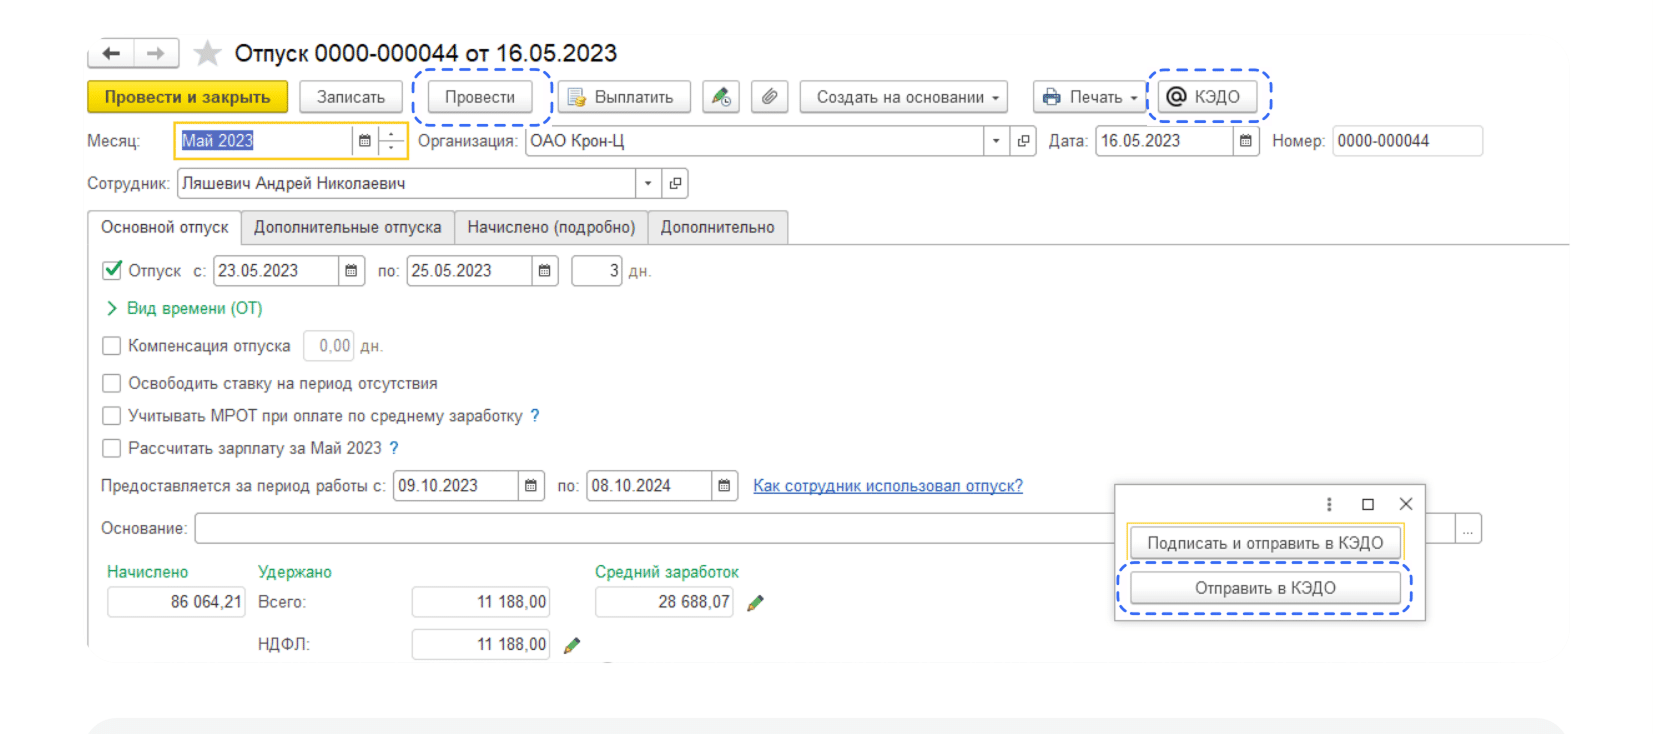 Отпуск 0000-000044 от 16.05.2023
Провести и закрыть Записать Провести Выплатить Создать на основании Печать @ КЭДО
Месяц: Май 2023 Организация: ОАО Крон-Ц Дата: 16.05.2023 Номер: 0000-000044
Сотрудник: Ляшевич Андрей Николаевич
Основной отпуск Дополнительные отпуска Начислено (подробно) Дополнительно
Отпуск с: 23.05.2023 по: 25.05.2023 3 дн.
Вид времени (ОТ)
Компенсация отпуска 0,00 дн.
Освободить ставку на период отсутствия
Учитывать МРОТ при оплате по среднему заработку ?
Рассчитать зарплату за Май 2023 ?
Предоставляется за период работы с: 09.10.2023 по: 08.10.2024 Как сотрудник использовал отпуск?
Основание: ...
Подписать и отправить в КЭДО
Отправить в КЭДО
Начислено Удержано Средний заработок
86 064,21 Всего: 11 188,00 28 688,07
НДФЛ: 11 188,00